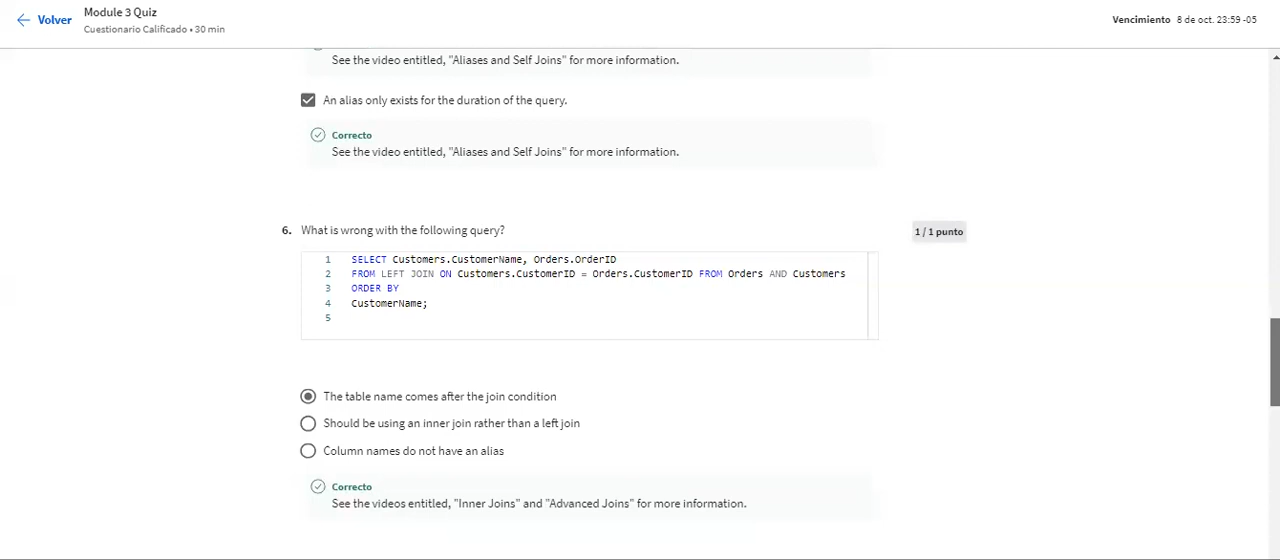 Volver
Module 3 Quiz
Cuestionario Calificado • 30 min
Vencimiento 8 de oct. 23:59 -05
See the video entitled, "Aliases and Self Joins" for more information.
An alias only exists for the duration of the query.
Correcto
See the video entitled, "Aliases and Self Joins" for more information.
6. What is wrong with the following query?
1 / 1 punto
1 SELECT Customers.CustomerName, Orders.OrderID
2 FROM LEFT JOIN ON Customers.CustomerID = Orders.CustomerID FROM Orders AND Customers
3 ORDER BY
4 CustomerName;
5
The table name comes after the join condition
Should be using an inner join rather than a left join
Column names do not have an alias
Correcto
See the videos entitled, "Inner Joins" and "Advanced Joins" for more information.